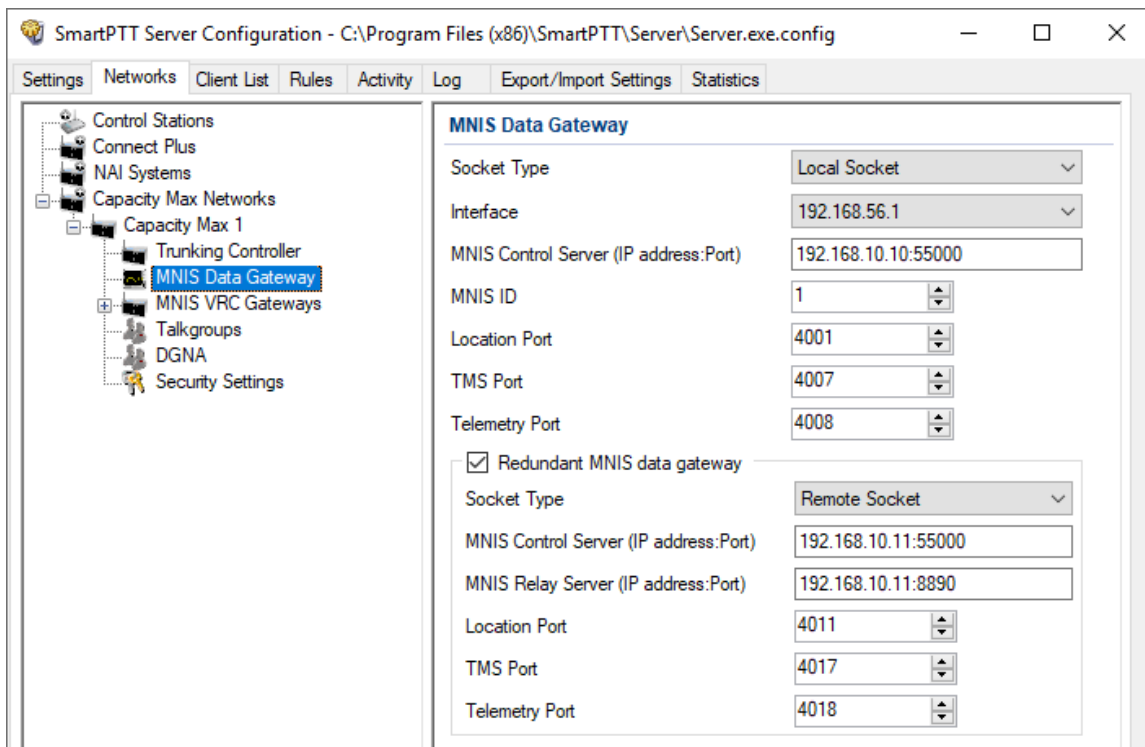 SmartPTT Server Configuration - C:\Program Files (x86)\SmartPTT\Server\Server.exe.config
Settings Networks Client List Rules Activity Log Export/Import Settings Statistics
Control Stations
Connect Plus
NAI Systems
Capacity Max Networks
Capacity Max 1
Trunking Controller
MNIS Data Gateway
MNIS VRC Gateways
Talkgroups
DGNA
Security Settings
MNIS Data Gateway
Socket Type Local Socket
Interface 192.168.56.1
MNIS Control Server (IP address:Port) 192.168.10.10:55000
MNIS ID 1
Location Port 4001
TMS Port 4007
Telemetry Port 4008
Redundant MNIS data gateway
Socket Type Remote Socket
MNIS Control Server (IP address:Port) 192.168.10.11:55000
MNIS Relay Server (IP address:Port) 192.168.10.11:8890
Location Port 4011
TMS Port 4017
Telemetry Port 4018